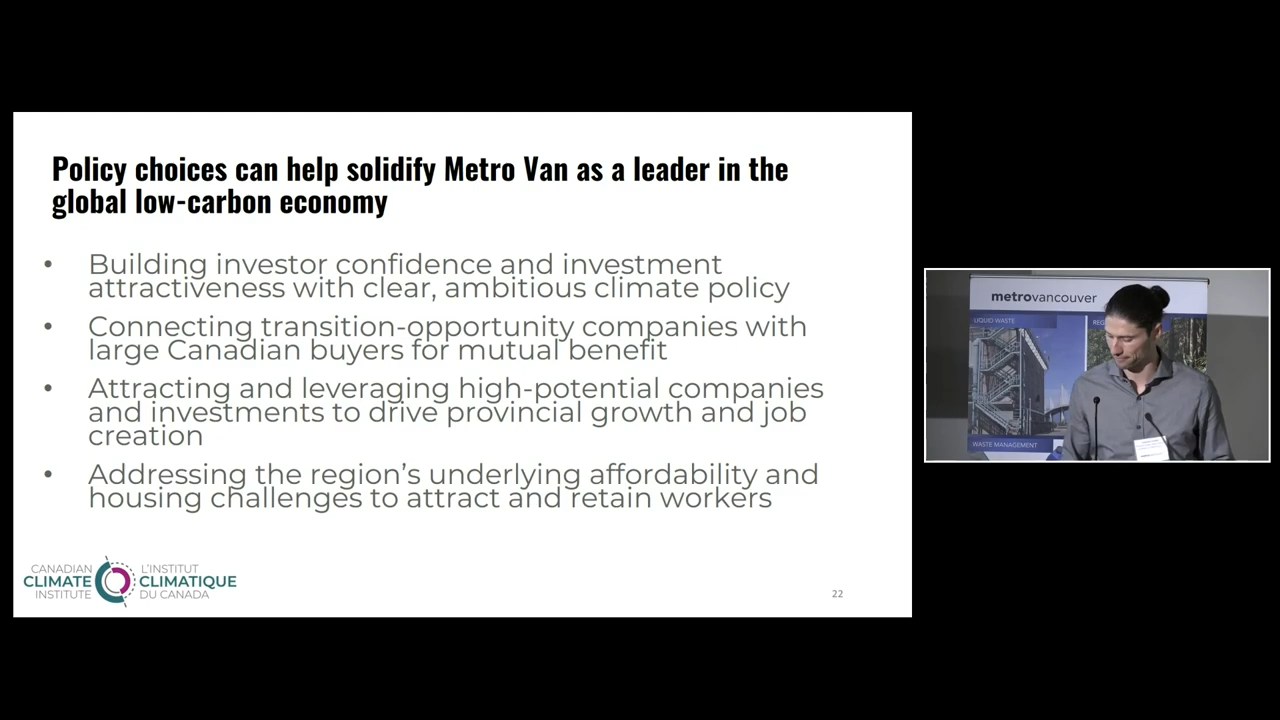 Policy choices can help solidify Metro Van as a leader in the
global low-carbon economy
• Building investor confidence and investment
attractiveness with clear, ambitious climate policy
• Connecting transition-opportunity companies with
large Canadian buyers for mutual benefit
• Attracting and leveraging high-potential companies
and investments to drive provincial growth and job
creation
• Addressing the region’s underlying affordability and
housing challenges to attract and retain workers
CANADIAN
CLIMATE
INSTITUTE
L’INSTITUT
CLIMATIQUE
DU CANADA
22
metrovancouver
LIQUID WASTE
WASTE MANAGEMENT